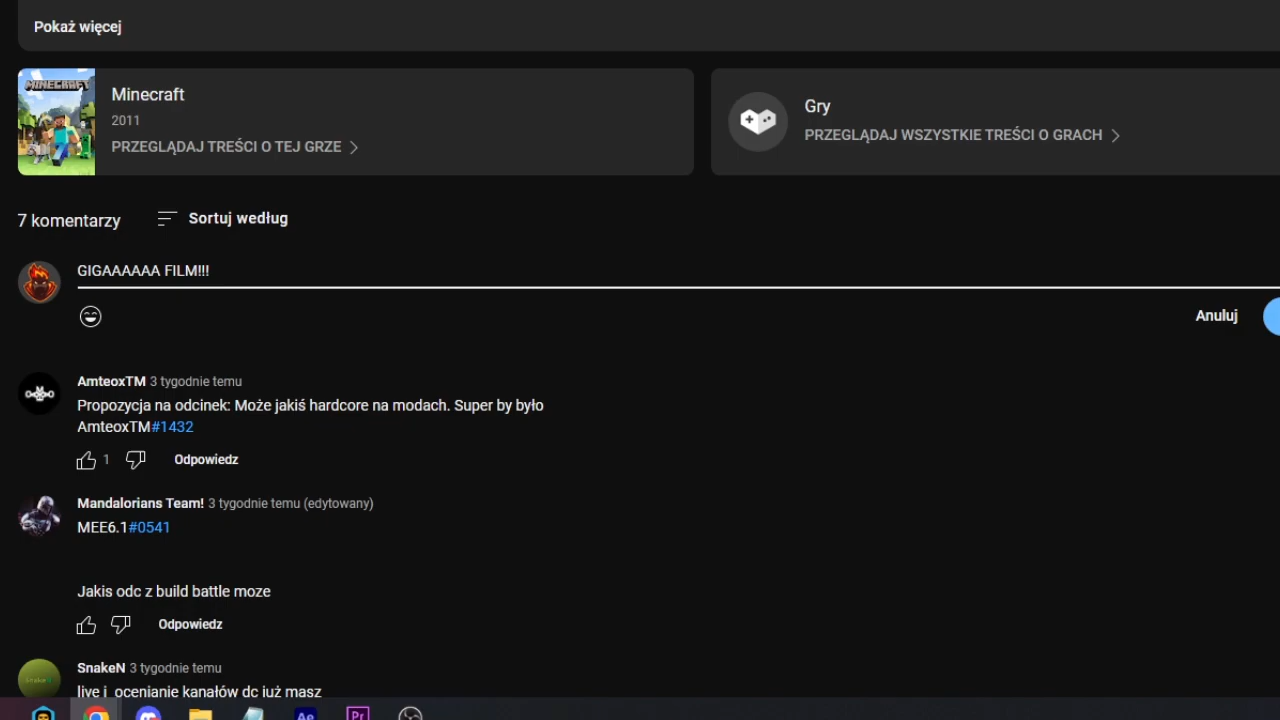 Pokaż więcej
MINECRAFT
Minecraft
2011
PRZEGLĄDAJ TREŚCI O TEJ GRZE
Gry
PRZEGLĄDAJ WSZYSTKIE TREŚCI O GRACH
7 komentarzy
Sortuj według
GIGAAAAAA FILM!!!
Anuluj
AmteoxTM 3 tygodnie temu
Propozycja na odcinek: Może jakiś hardcore na modach. Super by było
AmteoxTM#1432
1
Odpowiedz
Mandalorians Team! 3 tygodnie temu (edytowany)
MEE6.1#0541
Jakis odc z build battle moze
Odpowiedz
SnakeN 3 tygodnie temu
live i ocenianie kanałów dc już masz
Ae
Pr